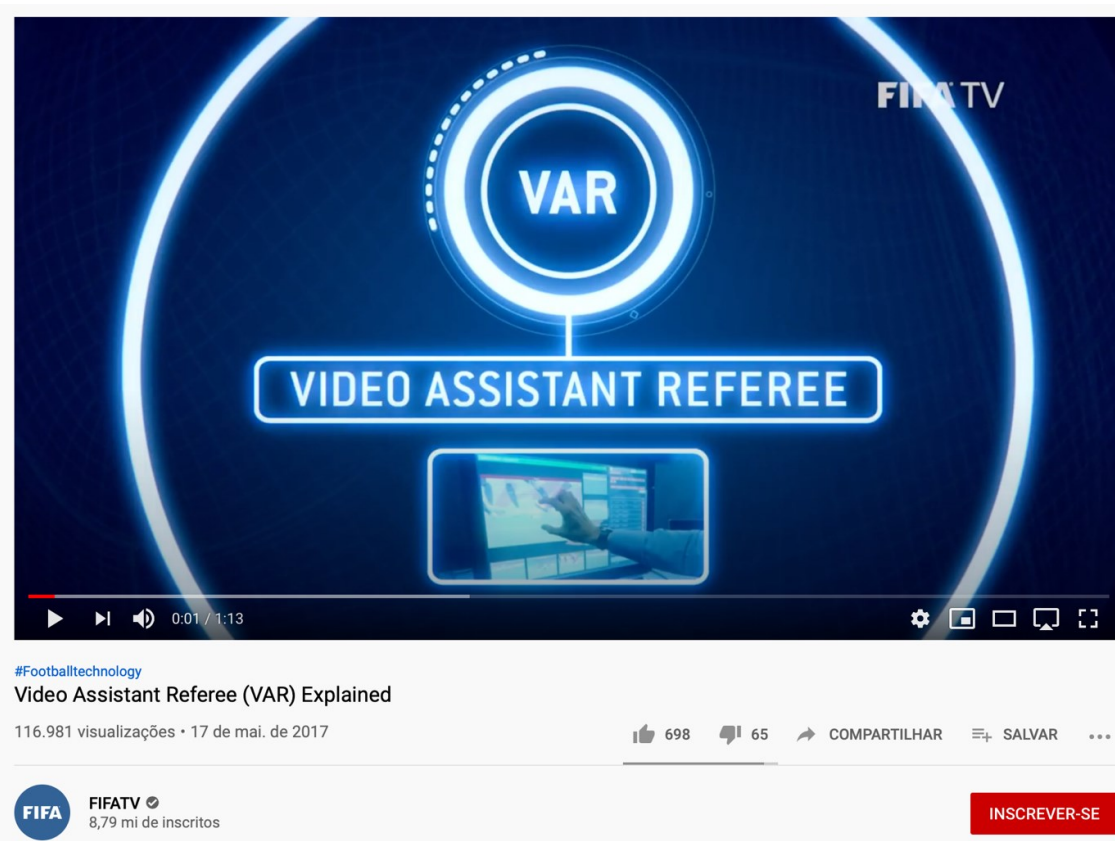 FIFA TV
VAR
VIDEO ASSISTANT REFEREE
0:01 / 1:13
#Footballtechnology
Video Assistant Referee (VAR) Explained
116.981 visualizações • 17 de mai. de 2017
698 65 COMPARTILHAR SALVAR
FIFA
FIFATV
8,79 mi de inscritos
INSCREVER-SE